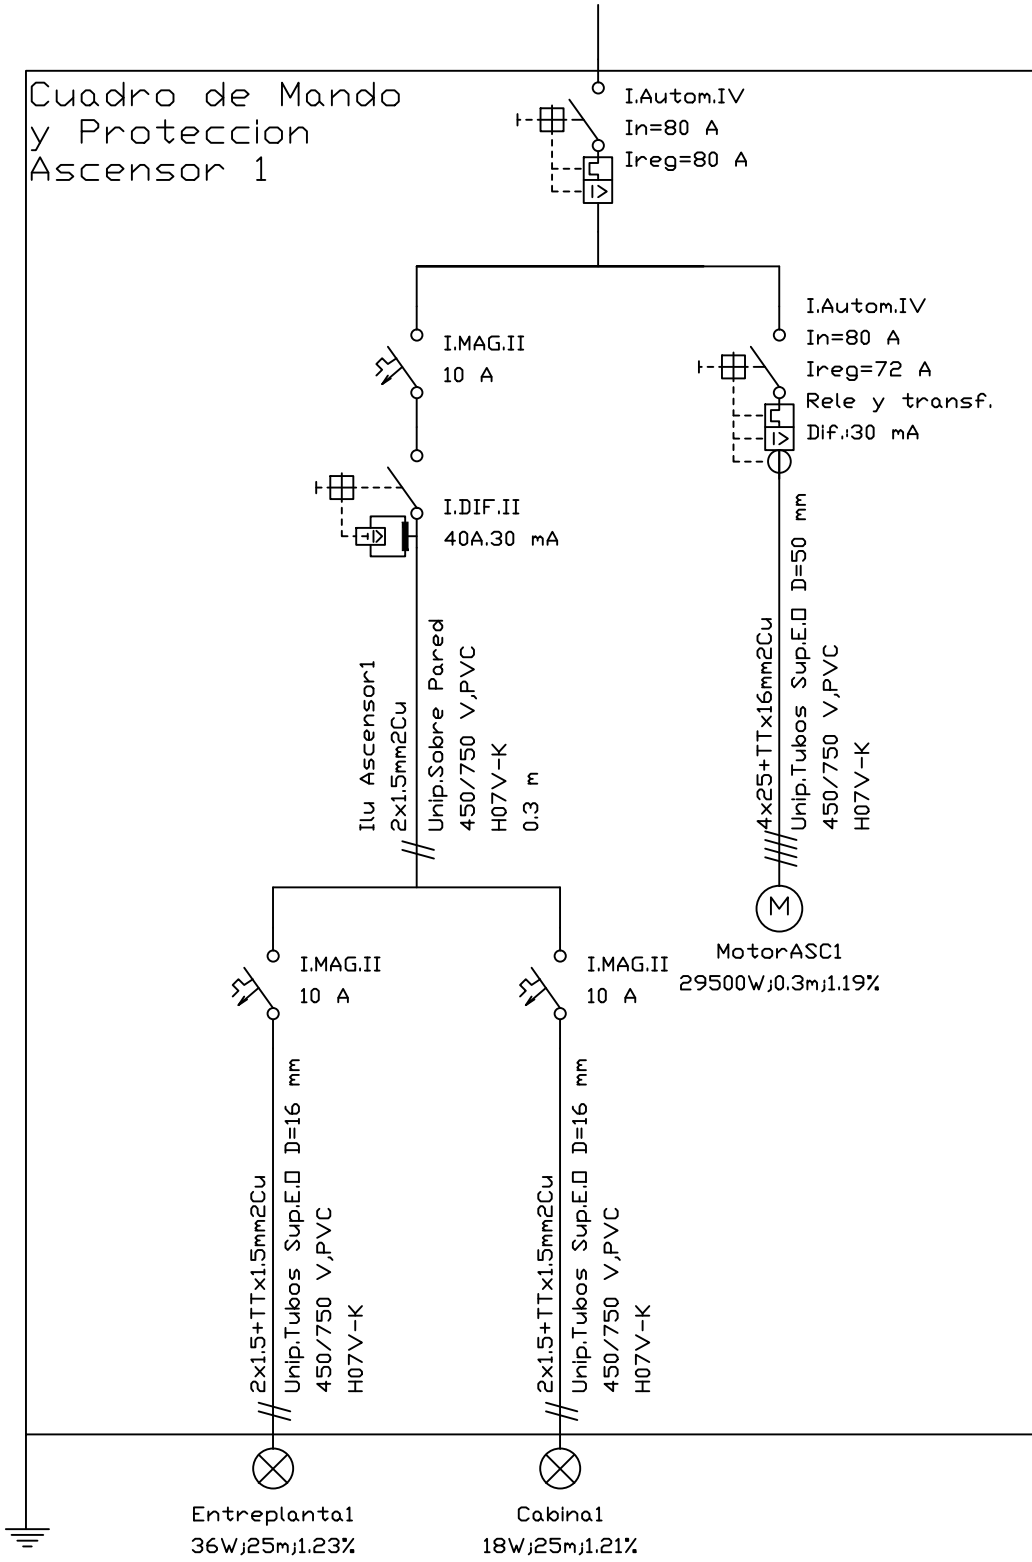 Cuadro de Mando
y Proteccion
Ascensor 1
I.Autom.IV
In=80 A
Ireg=80 A
I.MAG.II
10 A
I.Autom.IV
In=80 A
Ireg=72 A
Rele y transf.
Dif.:30 mA
I.DIF.II
40A.30 mA
Ilu Ascensor1
2x1.5mm2Cu
Unip.Sobre Pared
450/750 V,PVC
H07V-K
0.3 m
4x25+TTx16mm2Cu
Unip.Tubos Sup.E.□ D=50 mm
450/750 V,PVC
H07V-K
M
MotorASC1
29500W;0.3m;1.19%
I.MAG.II
10 A
I.MAG.II
10 A
2x1.5+TTx1.5mm2Cu
Unip.Tubos Sup.E.□ D=16 mm
450/750 V,PVC
H07V-K
2x1.5+TTx1.5mm2Cu
Unip.Tubos Sup.E.□ D=16 mm
450/750 V,PVC
H07V-K
Entreplanta1
36W;25m;1.23%
Cabina1
18W;25m;1.21%